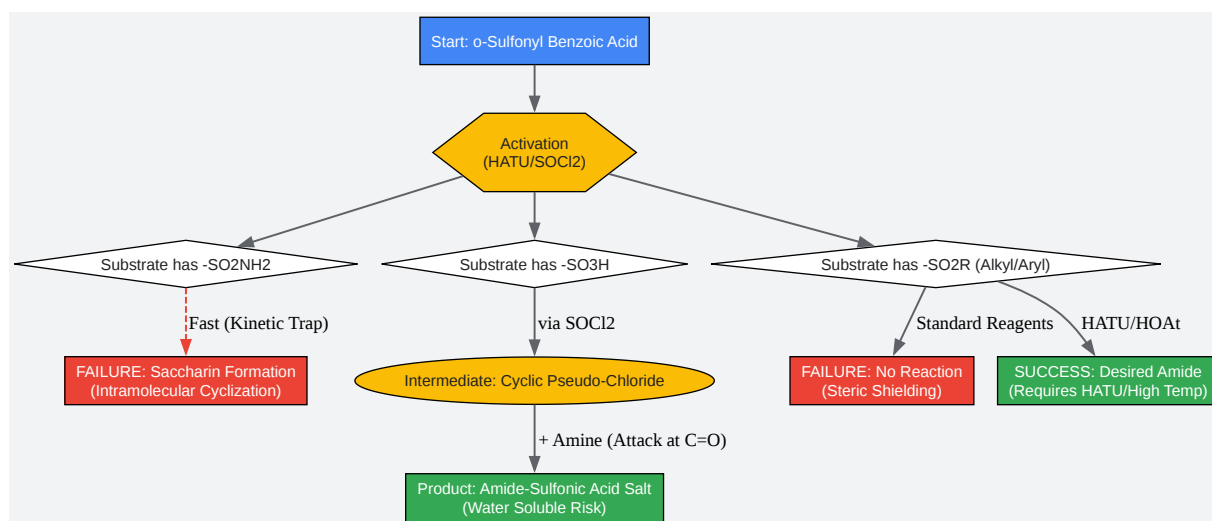 Start: o-Sulfonyl Benzoic Acid
Activation
(HATU/SOCl2)
Substrate has -SO2NH2
Substrate has -SO3H
Substrate has -SO2R (Alkyl/Aryl)
Fast (Kinetic Trap)
via SOCl2
Standard Reagents
HATU/HOAt
FAILURE: Saccharin Formation
(Intramolecular Cyclization)
Intermediate: Cyclic Pseudo-Chloride
FAILURE: No Reaction
(Steric Shielding)
SUCCESS: Desired Amide
(Requires HATU/High Temp)
+ Amine (Attack at C=O)
Product: Amide-Sulfonic Acid Salt
(Water Soluble Risk)